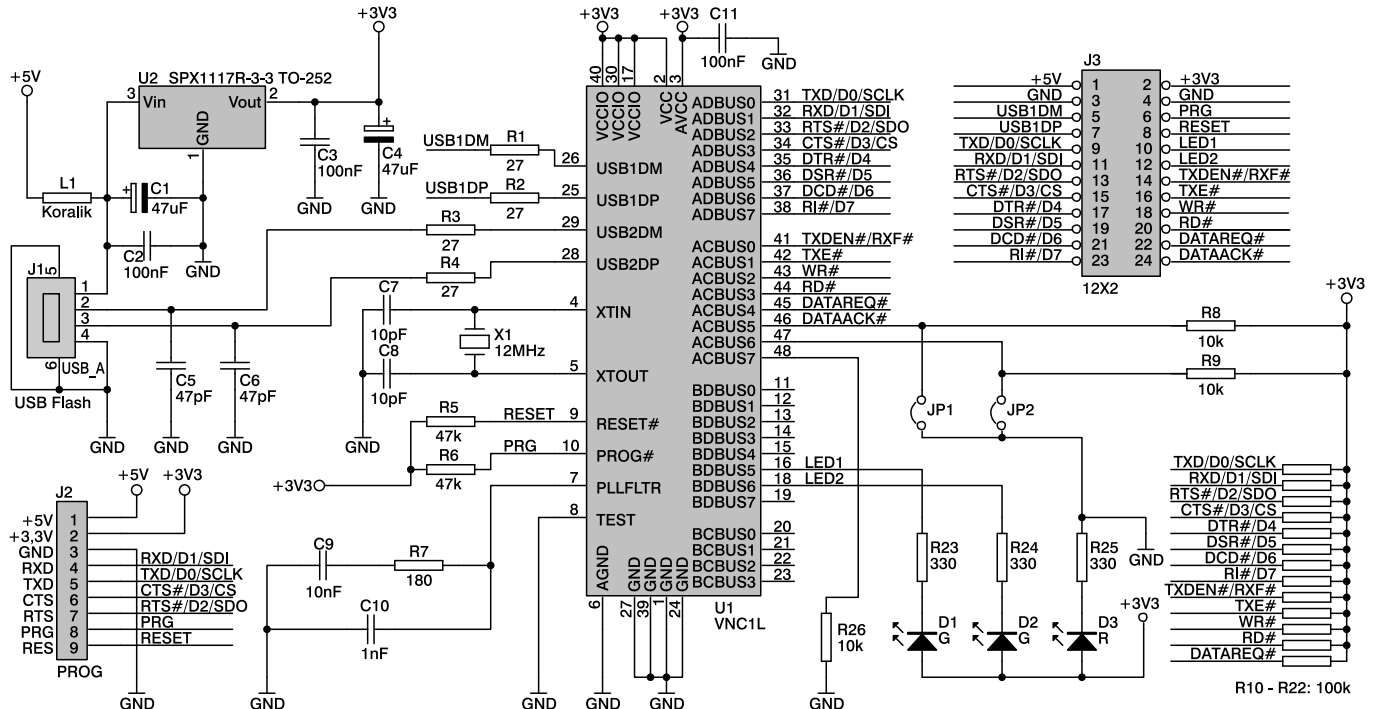 +5V
U2 SPX1117R-3-3 TO-252
3 Vin
Vout 2
GND
1
+3V3
C3
100nF
GND
C4
47uF
GND
L1
Koralik
C1
47uF
C2
100nF
GND
J1
5
1
2
3
4
6
USB_A
USB Flash
GND
C5
47pF
GND
C6
47pF
GND
USB1DM
R1
27
USB1DP
R2
27
R3
27
R4
27
C7
10pF
C8
10pF
GND
X1
12MHz
R5
47k
RESET
R6
47k
PRG
+3V3
C9
10nF
R7
180
C10
1nF
GND
GND
J2
+5V
+3V3
+5V 1
+3,3V 2
GND 3
RXD 4 RXD/D1/SDI
TXD 5 TXD/D0/SCLK
CTS 6 CTS#/D3/CS
RTS 7 RTS#/D2/SDO
PRG 8 PRG
RES 9 RESET
PROG
GND
+3V3
+3V3
C11
100nF
GND
40 VCCIO
30 VCCIO
17 VCCIO
2 VCC
3 AVCC
26 USB1DM
25 USB1DP
29 USB2DM
28 USB2DP
4 XTIN
5 XTOUT
9 RESET#
10 PROG#
7 PLLFLTR
8 TEST
AGND 6
GND 27
GND 39
GND 1
GND 24
GND
GND
U1
VNC1L
ADBUS0 31 TXD/D0/SCLK
ADBUS1 32 RXD/D1/SDI
ADBUS2 33 RTS#/D2/SDO
ADBUS3 34 CTS#/D3/CS
ADBUS4 35 DTR#/D4
ADBUS5 36 DSR#/D5
ADBUS6 37 DCD#/D6
ADBUS7 38 RI#/D7
ACBUS0 41 TXDEN#/RXF#
ACBUS1 42 TXE#
ACBUS2 43 WR#
ACBUS3 44 RD#
ACBUS4 45 DATAREQ#
ACBUS5 46 DATAACK#
ACBUS6 47
ACBUS7 48
BDBUS0 11
BDBUS1 12
BDBUS2 13
BDBUS3 14
BDBUS4 15
BDBUS5 16 LED1
BDBUS6 18 LED2
BDBUS7 19
BCBUS0 20
BCBUS1 21
BCBUS2 22
BCBUS3 23
J3
+5V 1 2 +3V3
GND 3 4 GND
USB1DM 5 6 PRG
USB1DP 7 8 RESET
TXD/D0/SCLK 9 10 LED1
RXD/D1/SDI 11 12 LED2
RTS#/D2/SDO 13 14 TXDEN#/RXF#
CTS#/D3/CS 15 16 TXE#
DTR#/D4 17 18 WR#
DSR#/D5 19 20 RD#
DCD#/D6 21 22 DATAREQ#
RI#/D7 23 24 DATAACK#
12X2
+3V3
R8
10k
R9
10k
JP1
JP2
R23
330
R24
330
R25
330
GND
R26
10k
GND
D1
G
D2
G
D3
R
+3V3
TXD/D0/SCLK
RXD/D1/SDI
RTS#/D2/SDO
CTS#/D3/CS
DTR#/D4
DSR#/D5
DCD#/D6
RI#/D7
TXDEN#/RXF#
TXE#
WR#
RD#
DATAREQ#
R10 - R22: 100k